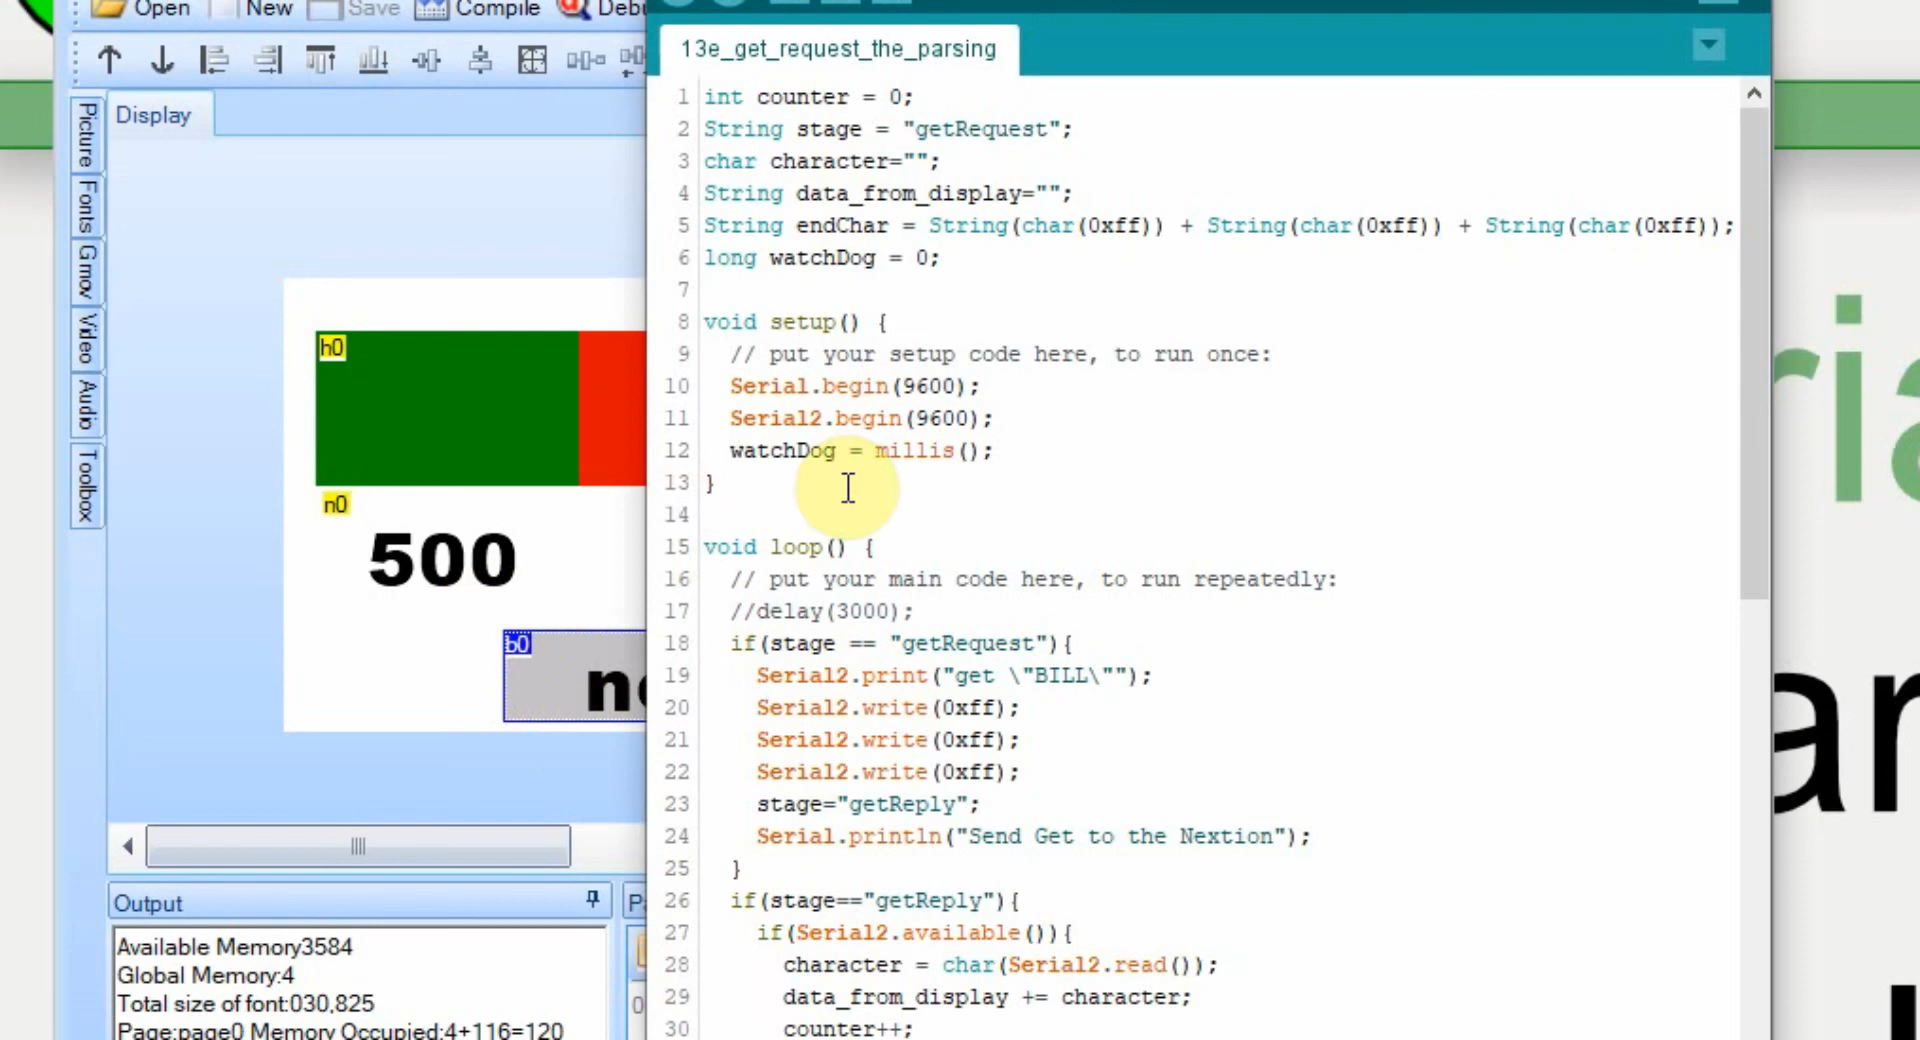 Open New Save Compile
Display
Picture
Fonts
Gmov
Video
Audio
Toolbox
h0
n0
500
b0
Output
Available Memory3584
Global Memory:4
Total size of font:030,825
Page:page0 Memory Occupied:4+116=120
13e_get_request_the_parsing
1 int counter = 0;
2 String stage = "getRequest";
3 char character="";
4 String data_from_display="";
5 String endChar = String(char(0xff)) + String(char(0xff)) + String(char(0xff));
6 long watchDog = 0;
7
8 void setup() {
9 // put your setup code here, to run once:
10 Serial.begin(9600);
11 Serial2.begin(9600);
12 watchDog = millis();
13 }
14
15 void loop() {
16 // put your main code here, to run repeatedly:
17 //delay(3000);
18 if(stage == "getRequest"){
19 Serial2.print("get \"BILL\"");
20 Serial2.write(0xff);
21 Serial2.write(0xff);
22 Serial2.write(0xff);
23 stage="getReply";
24 Serial.println("Send Get to the Nextion");
25 }
26 if(stage=="getReply"){
27 if(Serial2.available()){
28 character = char(Serial2.read());
29 data_from_display += character;
30 counter++;